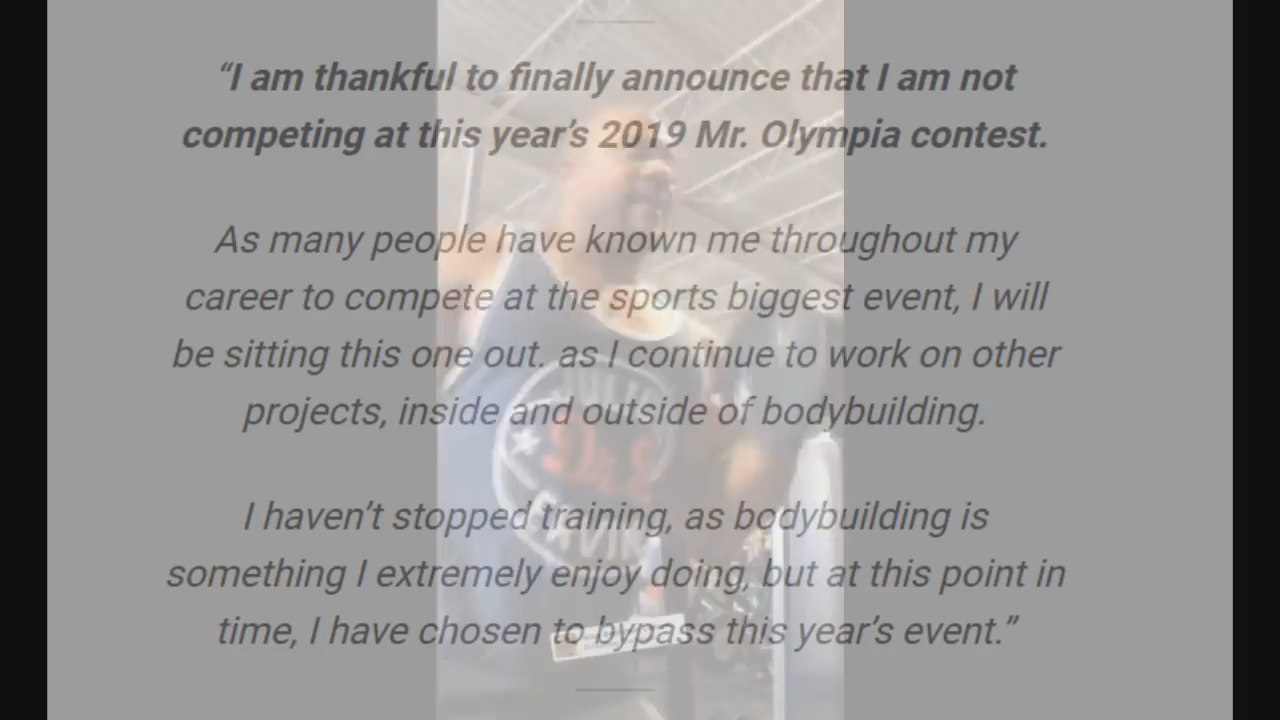 “I am thankful to finally announce that I am not
competing at this year’s 2019 Mr. Olympia contest.
As many people have known me throughout my
career to compete at the sports biggest event, I will
be sitting this one out. as I continue to work on other
projects, inside and outside of bodybuilding.
I haven’t stopped training, as bodybuilding is
something I extremely enjoy doing, but at this point in
time, I have chosen to bypass this year’s event.”